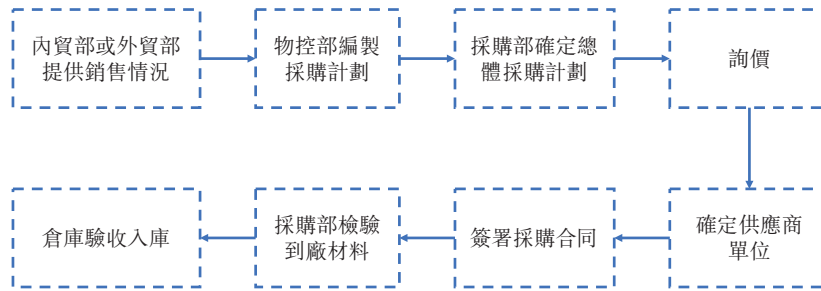 內貿部或外貿部
提供銷售情況
物控部編製
採購計劃
採購部確定總
體採購計劃
詢價
確定供應商
單位
簽署採購合同
採購部檢驗
到廠材料
倉庫驗收入庫